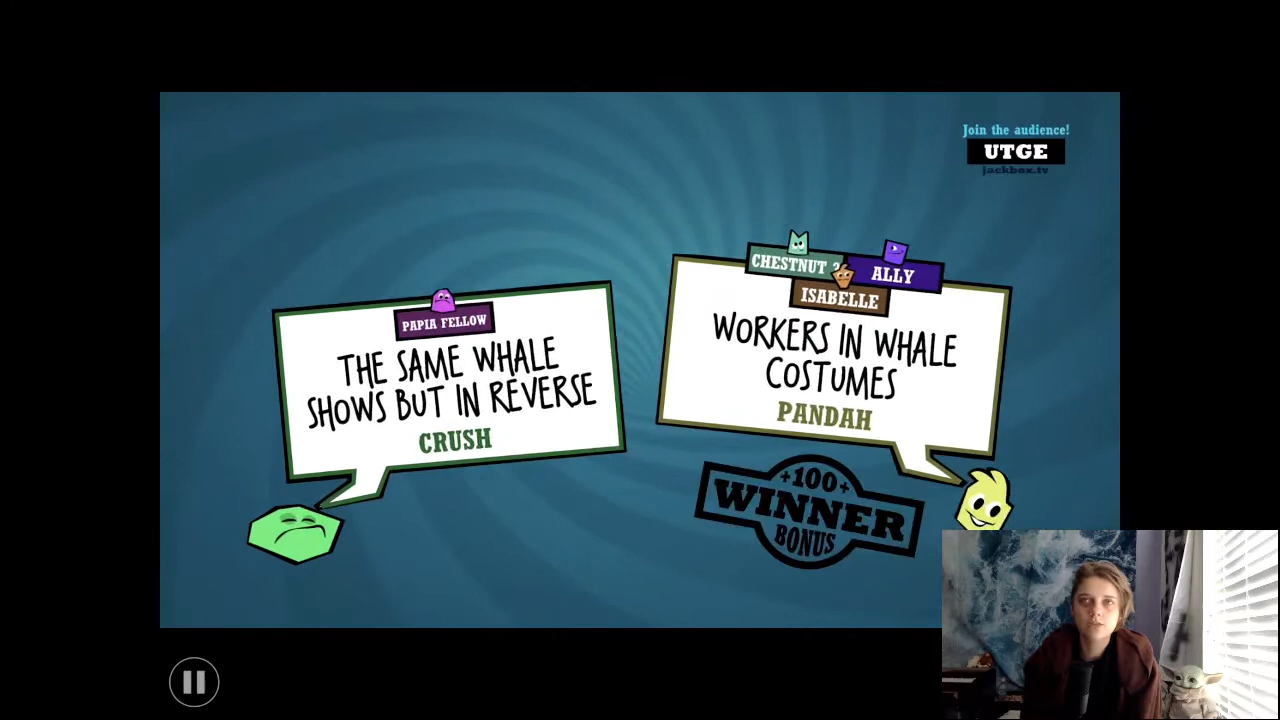 Join the audience!
UTGE
jackbox.tv
PAPIA FELLOW
THE SAME WHALE
SHOWS BUT IN REVERSE
CRUSH
CHESTNUT
ALLY
ISABELLE
WORKERS IN WHALE
COSTUMES
PANDAH
+100+
WINNER
BONUS